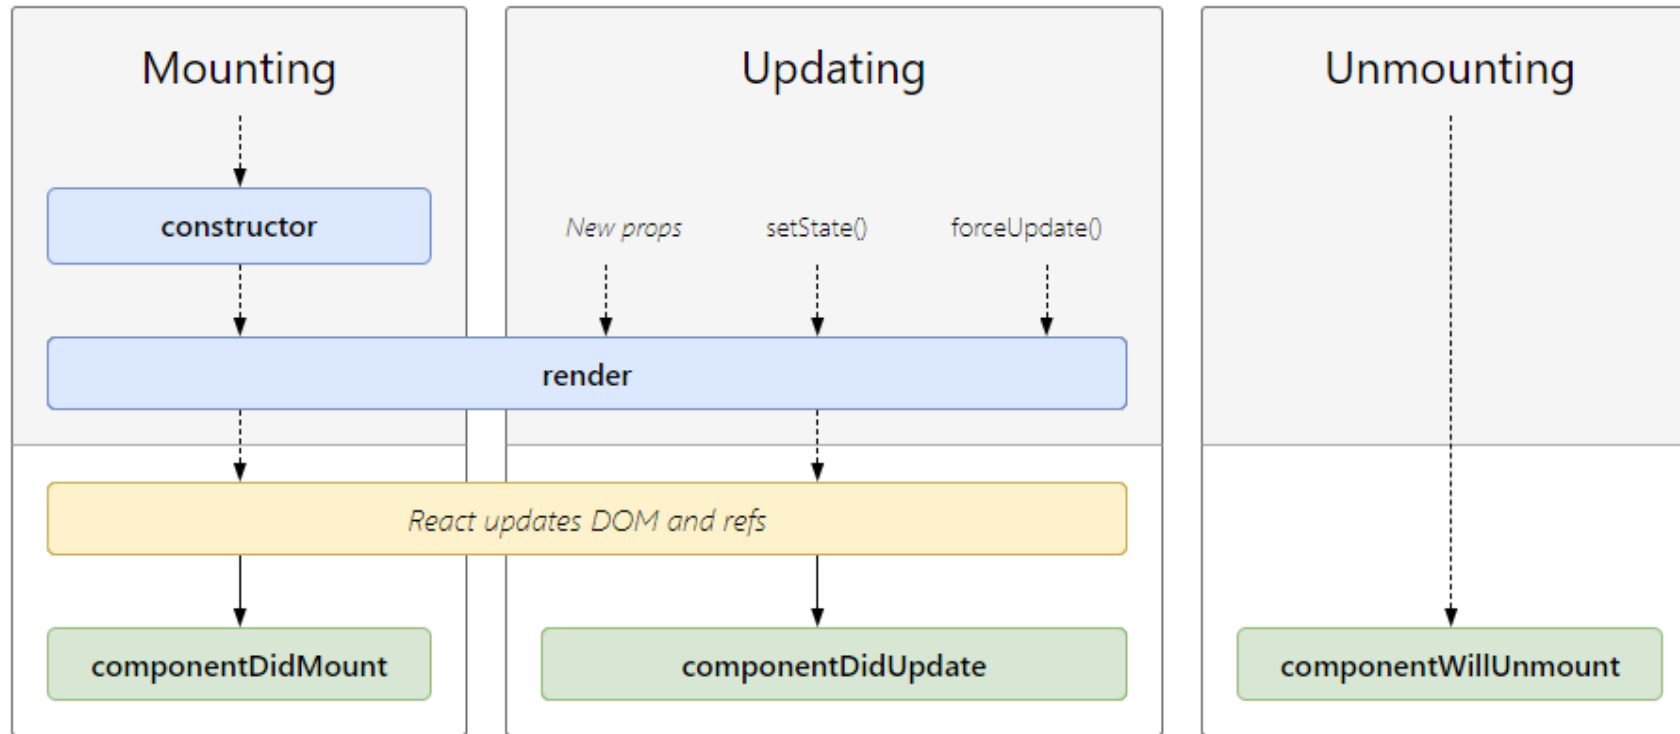 Mounting
Updating
Unmounting
constructor
New props
setState()
forceUpdate()
render
React updates DOM and refs
componentDidMount
componentDidUpdate
componentWillUnmount